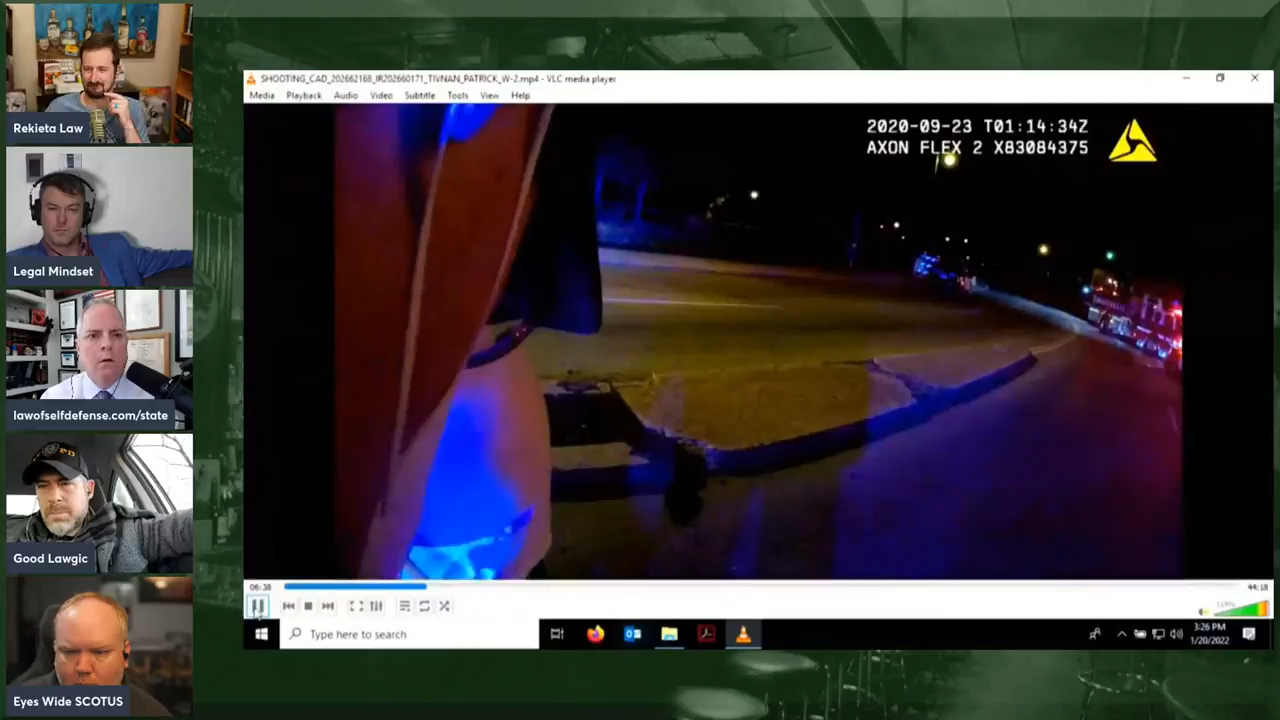 Rekieta Law
Legal Mindset
lawofselfdefense.com/state
Good Lawgic
Eyes Wide SCOTUS
SHOOTING_CAD_202662168_IR202660171_TIVNAN_PATRICK_W-2.mp4 - VLC media player
Media Playback Audio Video Subtitle Tools View Help
2020-09-23 T01:14:34Z
AXON FLEX 2 X83084375
06:38
44:18
Type here to search
3:26 PM
1/20/2022